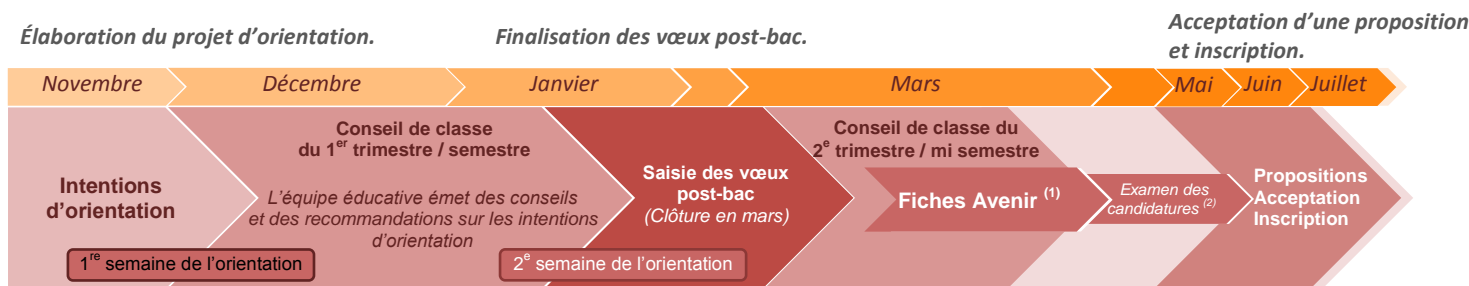 Élaboration du projet d'orientation.
Finalisation des vœux post-bac.
Acceptation d'une proposition
et inscription.
Novembre
Décembre
Janvier
Mars
Mai
Juin
Juillet
Intentions
d'orientation
1re semaine de l'orientation
Conseil de classe
du 1er trimestre / semestre
L'équipe éducative émet des conseils
et des recommandations sur les intentions
d'orientation
Saisie des vœux
post-bac
(Clôture en mars)
2e semaine de l'orientation
Conseil de classe du
2e trimestre / mi semestre
Fiches Avenir (1)
Examen des
candidatures (2)
Propositions
Acceptation
Inscription